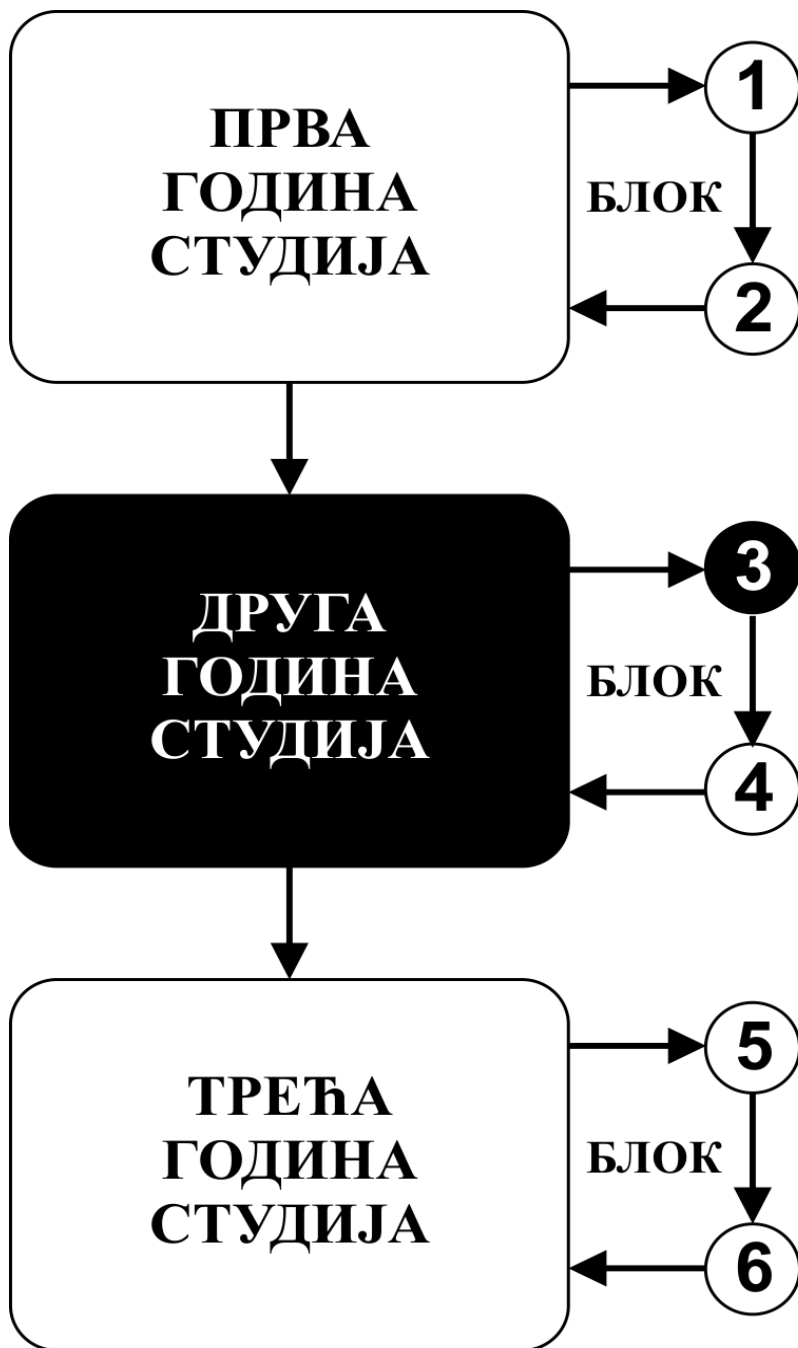 ПРВА
ГОДИНА
СТУДИЈА
1
БЛОК
2
ДРУГА
ГОДИНА
СТУДИЈА
3
БЛОК
4
ТРЕЋА
ГОДИНА
СТУДИЈА
5
БЛОК
6